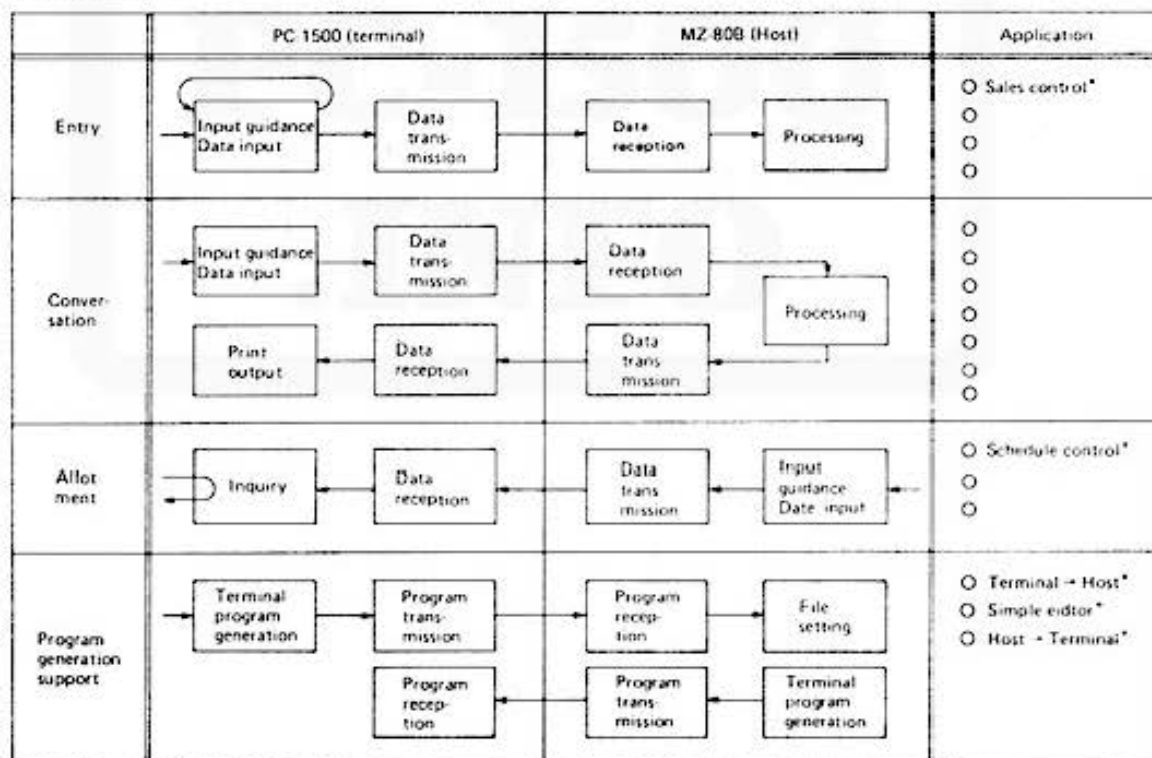 PC 1500 (terminal)
MZ-80B (Host)
Application
Entry
Input guidance
Data input
Data
trans-
mission
Data
reception
Processing
Sales control*
Conver-
sation
Input guidance
Data input
Data
trans-
mission
Data
reception
Processing
Print
output
Data
reception
Data
trans
mission
Allot
ment
Inquiry
Data
reception
Data
trans
mission
Input
guidance
Date input
Schedule control*
Program
generation
support
Terminal
program
generation
Program
trans-
mission
Program
recep-
tion
File
setting
Program
recep-
tion
Program
trans-
mission
Terminal
program
generation
Terminal → Host*
Simple eidtor*
Host → Terminal*